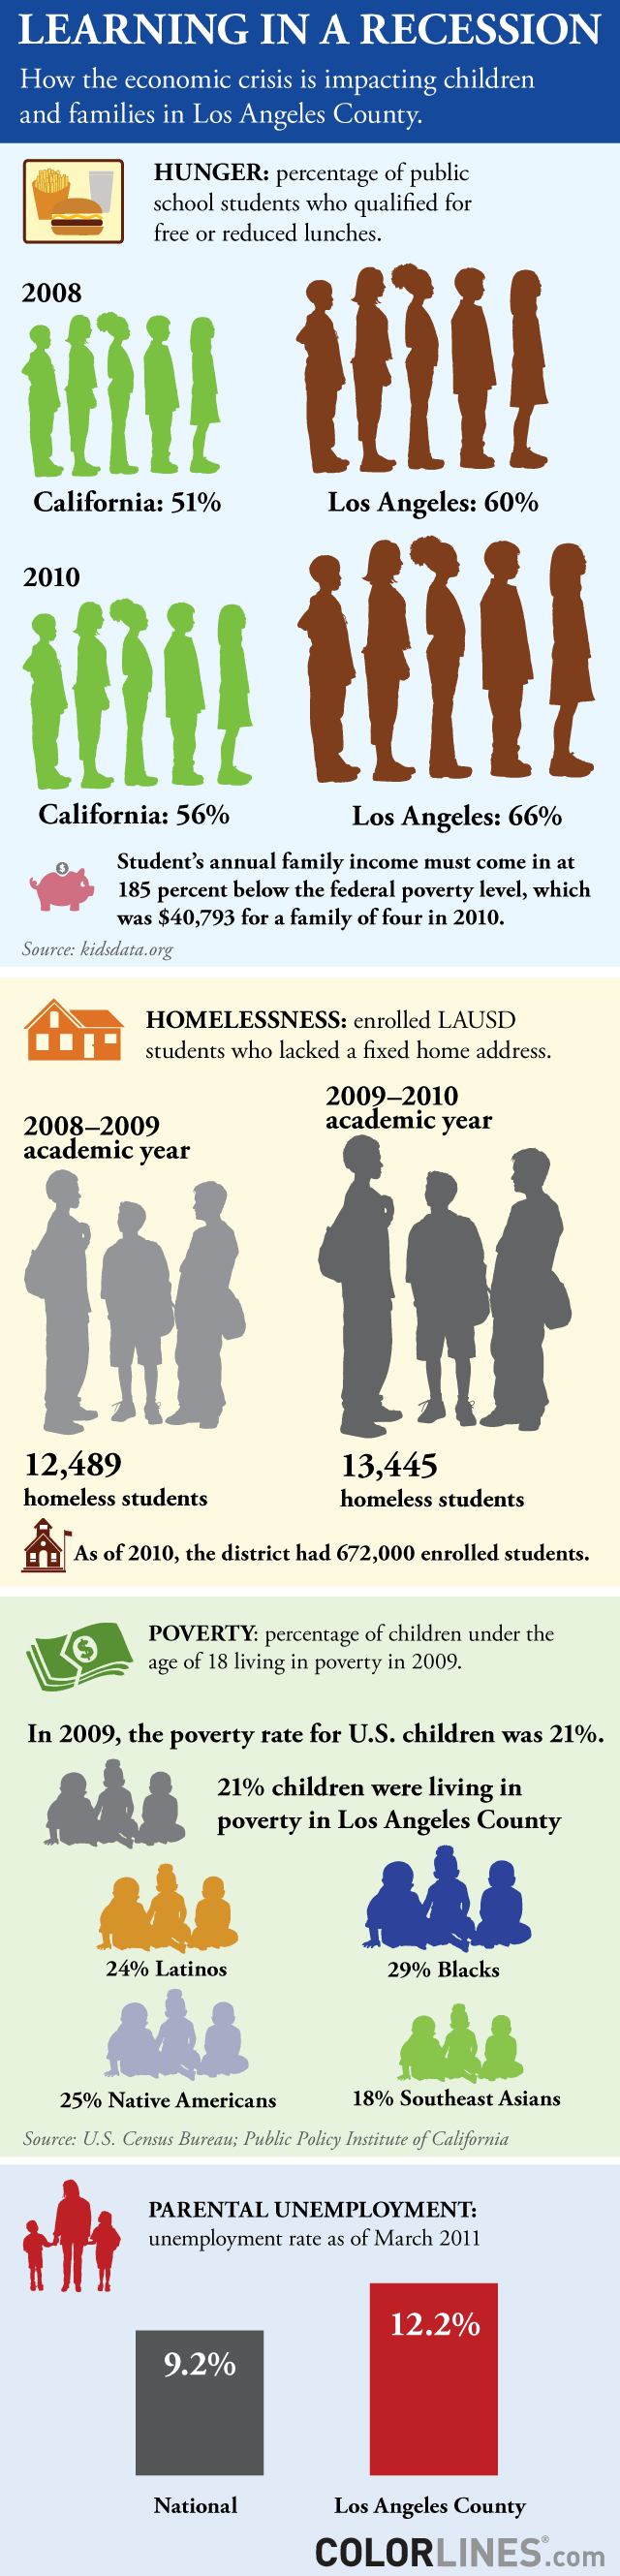 LEARNING IN A RECESSION
How the economic crisis is impacting children
and families in Los Angeles County.
HUNGER: percentage of public
school students who qualified for
free or reduced lunches.
2008
California: 51%
Los Angeles: 60%
2010
California: 56%
Los Angeles: 66%
$
Student's annual family income must come in at
185 percent below the federal poverty level, which
was $40,793 for a family of four in 2010.
Source: kidsdata.org
HOMELESSNESS: enrolled LAUSD
students who lacked a fixed home address.
2008–2009
academic year
2009–2010
academic year
12,489
homeless students
13,445
homeless students
As of 2010, the district had 672,000 enrolled students.
$
POVERTY: percentage of children under the
age of 18 living in poverty in 2009.
In 2009, the poverty rate for U.S. children was 21%.
21% children were living in
poverty in Los Angeles County
24% Latinos
29% Blacks
25% Native Americans
18% Southeast Asians
Source: U.S. Census Bureau; Public Policy Institute of California
PARENTAL UNEMPLOYMENT:
unemployment rate as of March 2011
9.2%
12.2%
National
Los Angeles County
COLORLINES®.com